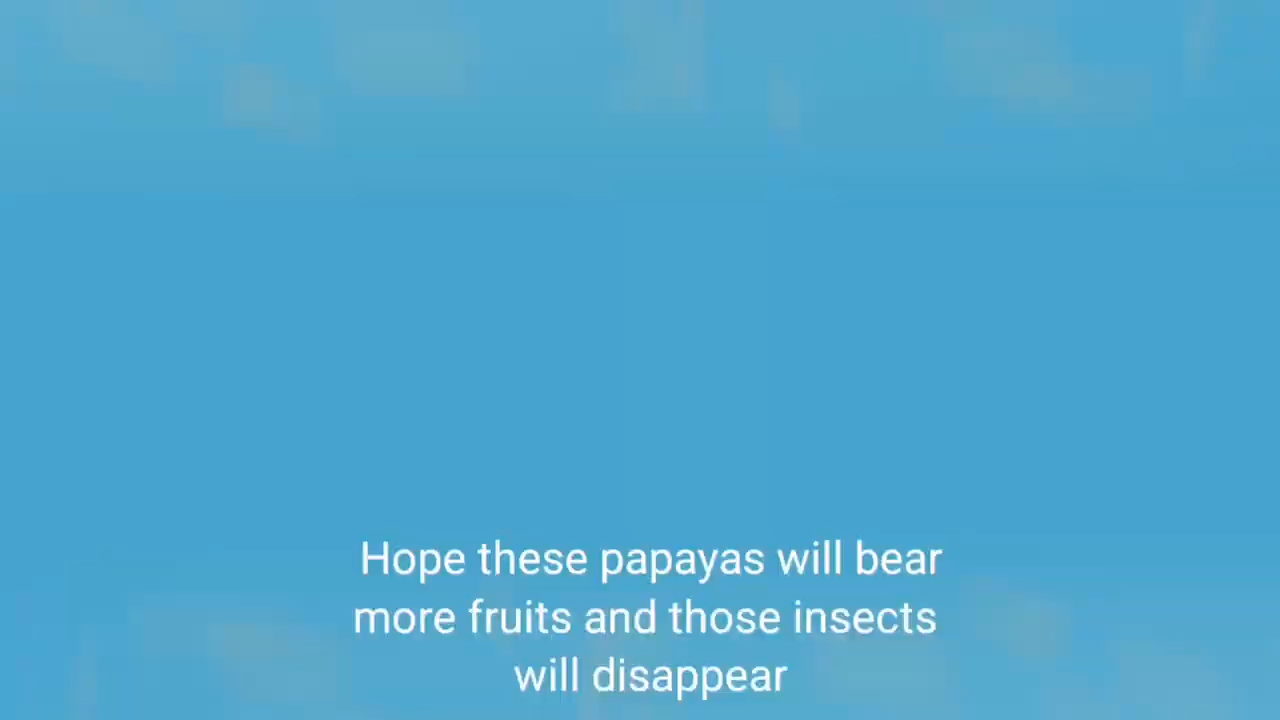 Hope these papayas will bear
more fruits and those insects
will disappear